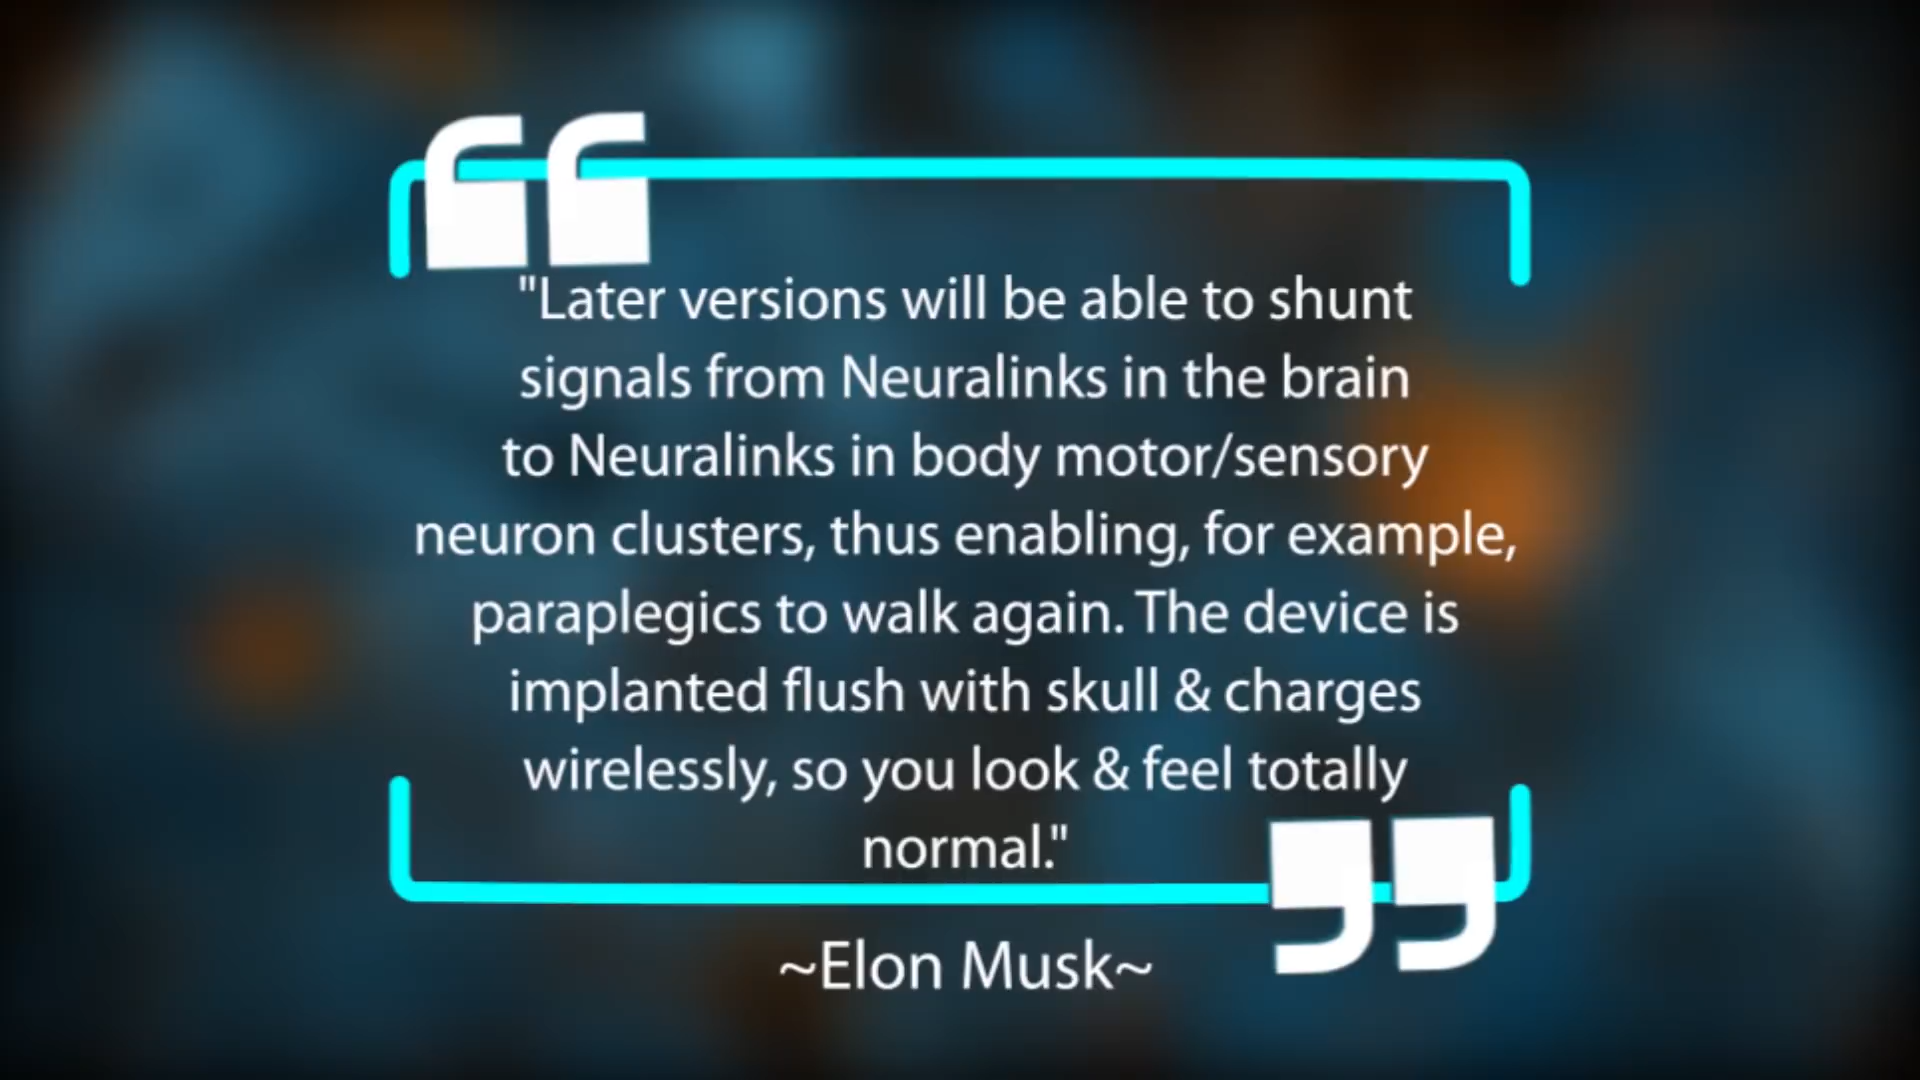 "Later versions will be able to shunt
signals from Neuralinks in the brain
to Neuralinks in body motor/sensory
neuron clusters, thus enabling, for example,
paraplegics to walk again. The device is
implanted flush with skull & charges
wirelessly, so you look & feel totally
normal."
~Elon Musk~